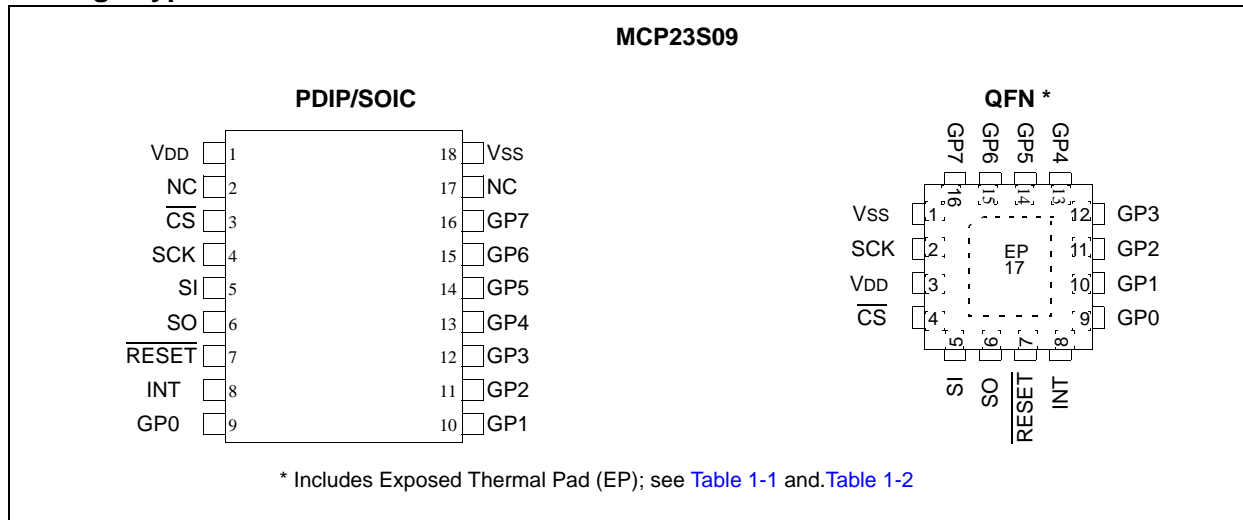 MCP23S09
PDIP/SOIC
VDD 1
NC 2
CS 3
SCK 4
SI 5
SO 6
RESET 7
INT 8
GP0 9
18 VSS
17 NC
16 GP7
15 GP6
14 GP5
13 GP4
12 GP3
11 GP2
10 GP1
QFN *
GP7 GP6 GP5 GP4
16 15 14 13
VSS 1
SCK 2
VDD 3
CS 4
EP
17
12 GP3
11 GP2
10 GP1
9 GP0
5 6 7 8
SI SO RESET INT
* Includes Exposed Thermal Pad (EP); see Table 1-1 and.Table 1-2